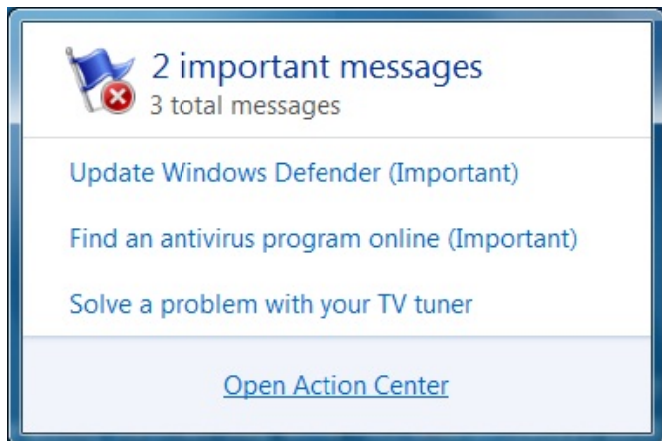 2 important messages
3 total messages
Update Windows Defender (Important)
Find an antivirus program online (Important)
Solve a problem with your TV tuner
Open Action Center